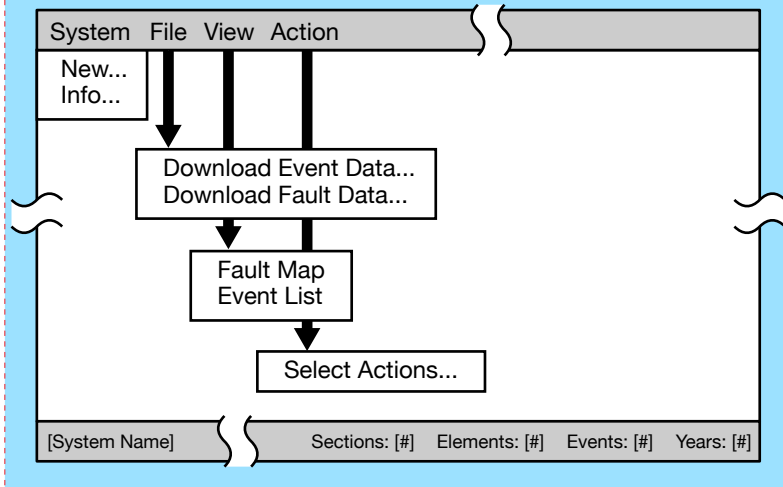 System File View Action
New...
Info...
Download Event Data...
Download Fault Data...
Fault Map
Event List
Select Actions...
[System Name] Sections: [#] Elements: [#] Events: [#] Years: [#]